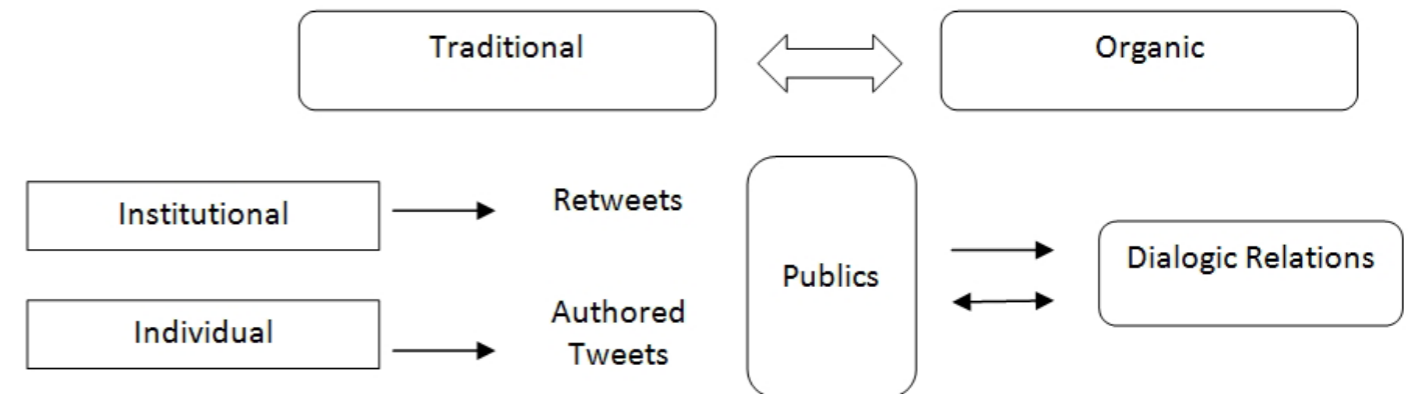 Traditional
Organic
Institutional
Retweets
Publics
Dialogic Relations
Individual
Authored
Tweets